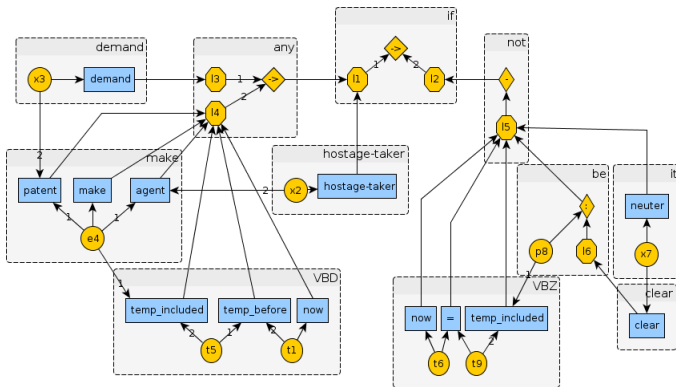 if
demand
any
not
x3
demand
l3
1
->
l1
1
->
2
l2
-
2
l4
2
l5
make
hostage-taker
be
it
2
patent
make
agent
2
x2
hostage-taker
:
neuter
1
1
e4
p8
l6
x7
1
VBD
1
VBZ
clear
temp_included
temp_before
now
now
=
temp_included
clear
2
1
2
2
t5
t1
t6
t9